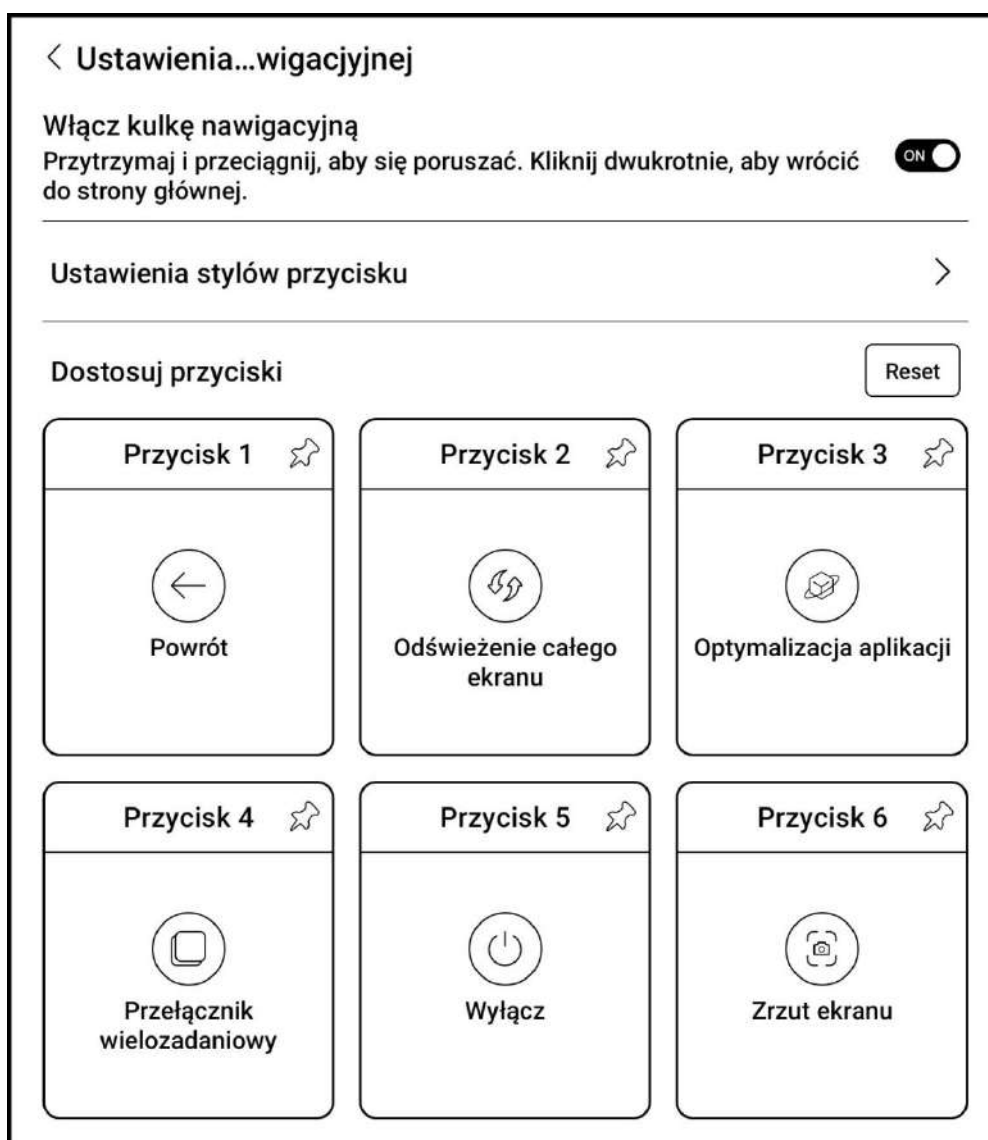 Ustawienia...wigacjyjnej
Włącz kulkę nawigacyjną
Przytrzymaj i przeciągnij, aby się poruszać. Kliknij dwukrotnie, aby wrócić
do strony głównej.
ON
Ustawienia stylów przycisku
Dostosuj przyciski
Reset
Przycisk 1
Przycisk 2
Przycisk 3
Powrót
Odświeżenie całego
ekranu
Optymalizacja aplikacji
Przycisk 4
Przycisk 5
Przycisk 6
Przełącznik
wielozadaniowy
Wyłącz
Zrzut ekranu